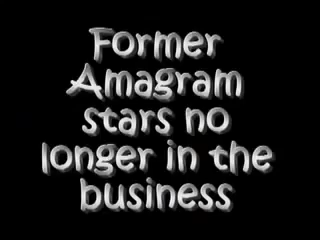 Former
Amagram
stars no
longer in the
business